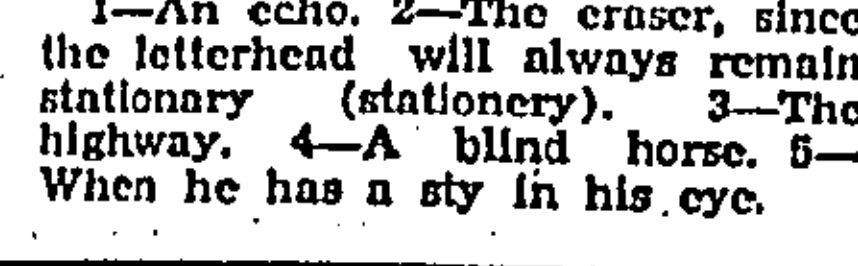 1—An echo. 2—The eraser, since
the letterhead will always remain
stationary (stationery). 3—The
highway. 4—A blind horse. 5—
When he has a sty in his eye.